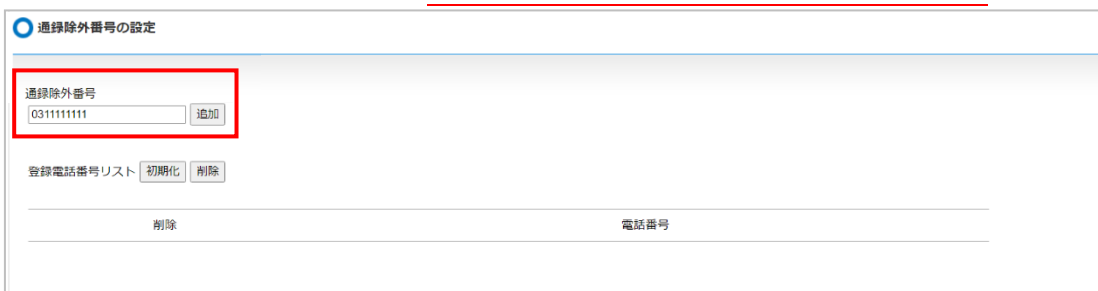 通録除外番号の設定
通録除外番号
0311111111 追加
登録電話番号リスト 初期化 削除
削除 電話番号